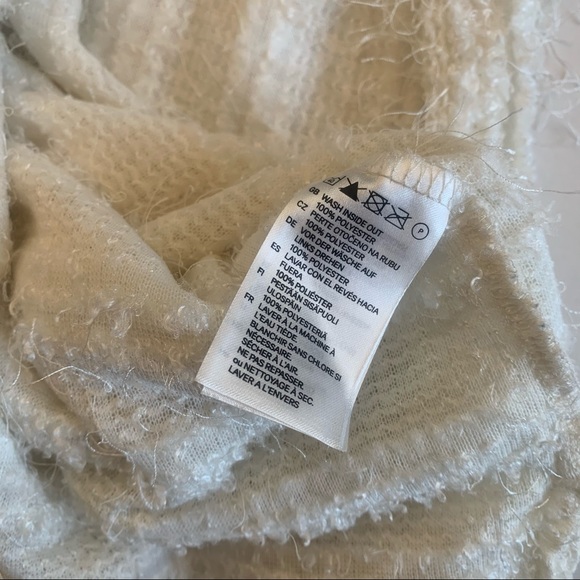 GB WASH INSIDE OUT
100% POLYESTER
CZ PERTE OTOČENO NA RUBU
100% POLYESTER
DE VOR DER WÄSCHE AUF
LINKS DREHEN
100% POLYESTER
ES LAVAR CON EL REVÉS HACIA
FUERA
100% POLIÉSTER
FI PESTÄÄN SISÄPUOLI
ULOSPÄIN
100% POLYESTERIÄ
FR LAVER À LA MACHINE À
L'EAU TIÈDE.
BLANCHIR SANS CHLORE SI
NÉCESSAIRE.
SÉCHER À L'AIR.
NE PAS REPASSER.
OU NETTOYAGE À SEC.
LAVER A L'ENVERS
P